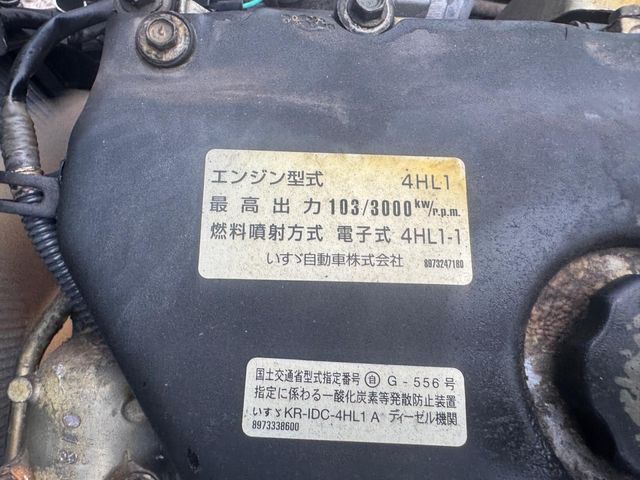 エンジン型式 4HL1
最高出力 103/3000 kW/r.p.m.
燃料噴射方式 電子式 4HL1-1
いすゞ自動車株式会社 8973247180
国土交通省型式指定番号 自 G-556号
指定に係わる一酸化炭素等発散防止装置
いすゞ KR-IDC-4HL1 A ディーゼル機関
8973338600